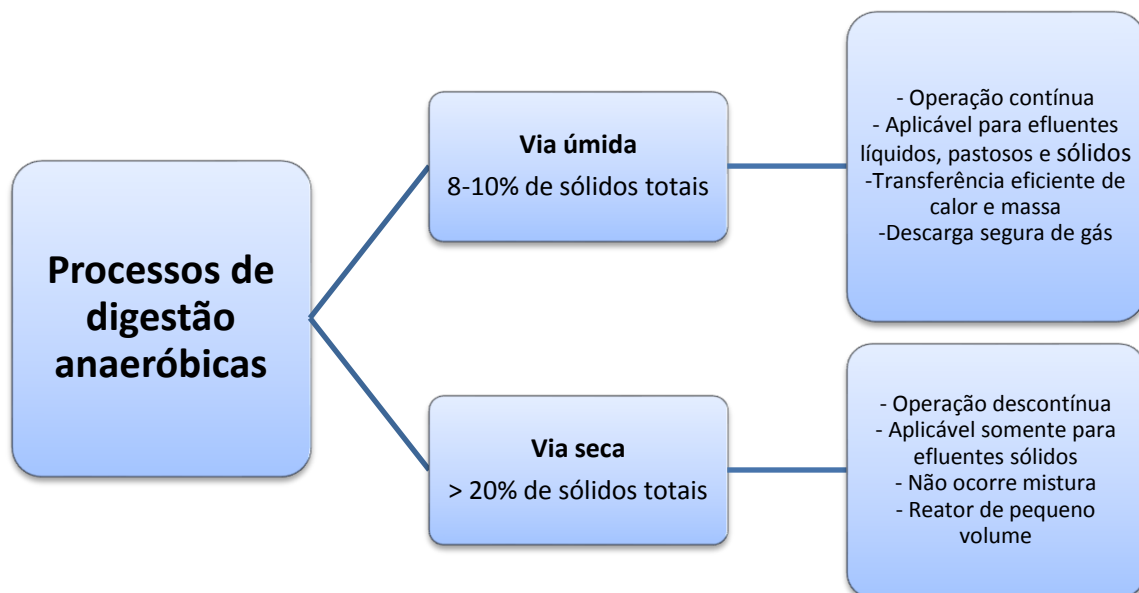 Processos de
digestão
anaeróbicas
Via úmida
8-10% de sólidos totais
- Operação contínua
- Aplicável para efluentes
líquidos, pastosos e sólidos
-Transferência eficiente de
calor e massa
-Descarga segura de gás
Via seca
> 20% de sólidos totais
- Operação descontínua
- Aplicável somente para
efluentes sólidos
- Não ocorre mistura
- Reator de pequeno
volume